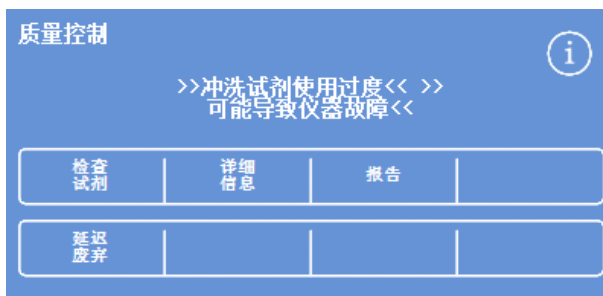 质量控制
i
>>冲洗试剂使用过度<< >>
可能导致仪器故障<<
检查
试剂
详细
信息
报告
延迟
废弃